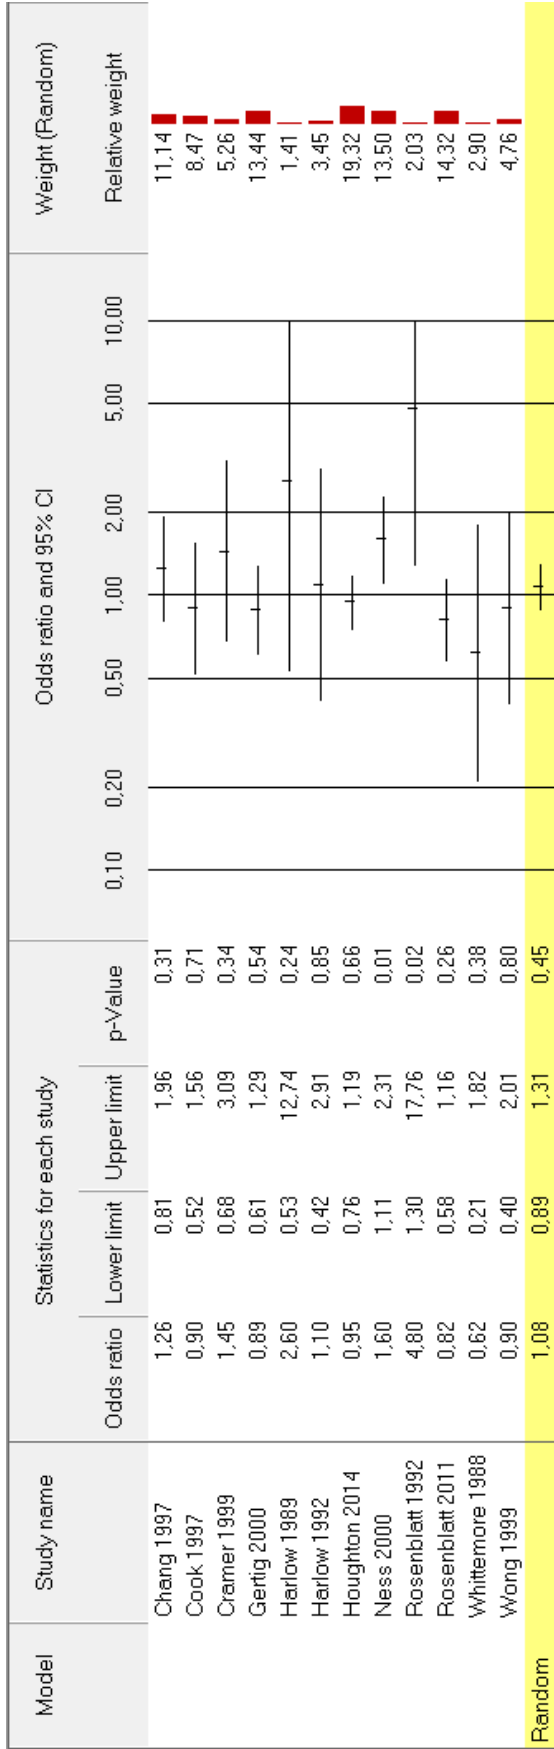 Model Study name Statistics for each study Odds ratio and 95% CI Weight (Random)
Odds ratio Lower limit Upper limit p-Value 0,10 0,20 0,50 1,00 2,00 5,00 10,00 Relative weight
Chang 1997 1,26 0,81 1,96 0,31 11,14
Cook 1997 0,90 0,52 1,56 0,71 8,47
Cramer 1999 1,45 0,68 3,09 0,34 5,26
Gertig 2000 0,89 0,61 1,29 0,54 13,44
Harlow 1989 2,60 0,53 12,74 0,24 1,41
Harlow 1992 1,10 0,42 2,91 0,85 3,45
Houghton 2014 0,95 0,76 1,19 0,66 19,32
Ness 2000 1,60 1,11 2,31 0,01 13,50
Rosenblatt 1992 4,80 1,30 17,76 0,02 2,03
Rosenblatt 2011 0,82 0,58 1,16 0,26 14,32
Whittemore 1988 0,62 0,21 1,82 0,38 2,90
Wong 1999 0,90 0,40 2,01 0,80 4,76
Random 1,08 0,89 1,31 0,45